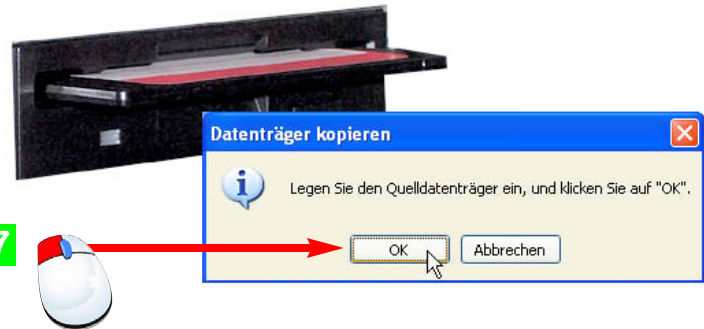 Datenträger kopieren
Legen Sie den Quelldatenträger ein, und klicken Sie auf "OK".
7
OK
Abbrechen